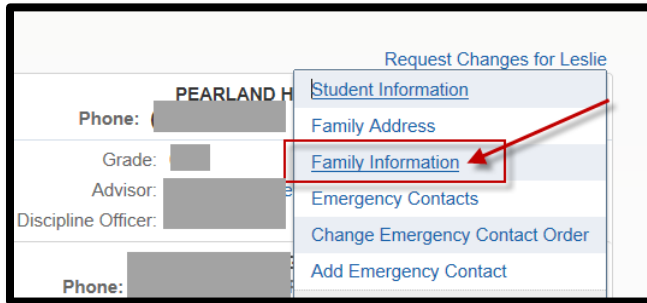 Request Changes for Leslie
PEARLAND H
Student Information
Phone: (
Family Address
Grade:
Family Information
Advisor:
Emergency Contacts
Discipline Officer:
Change Emergency Contact Order
Add Emergency Contact
Phone: